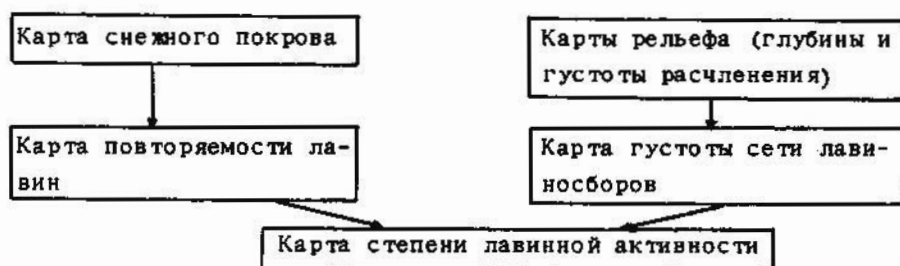 Карта снежного покрова
Карты рельефа (глубины и
густоты расчленения)
Карта повторяемости ла-
вин
Карта густоты сети лави-
носборов
Карта степени лавинной активности